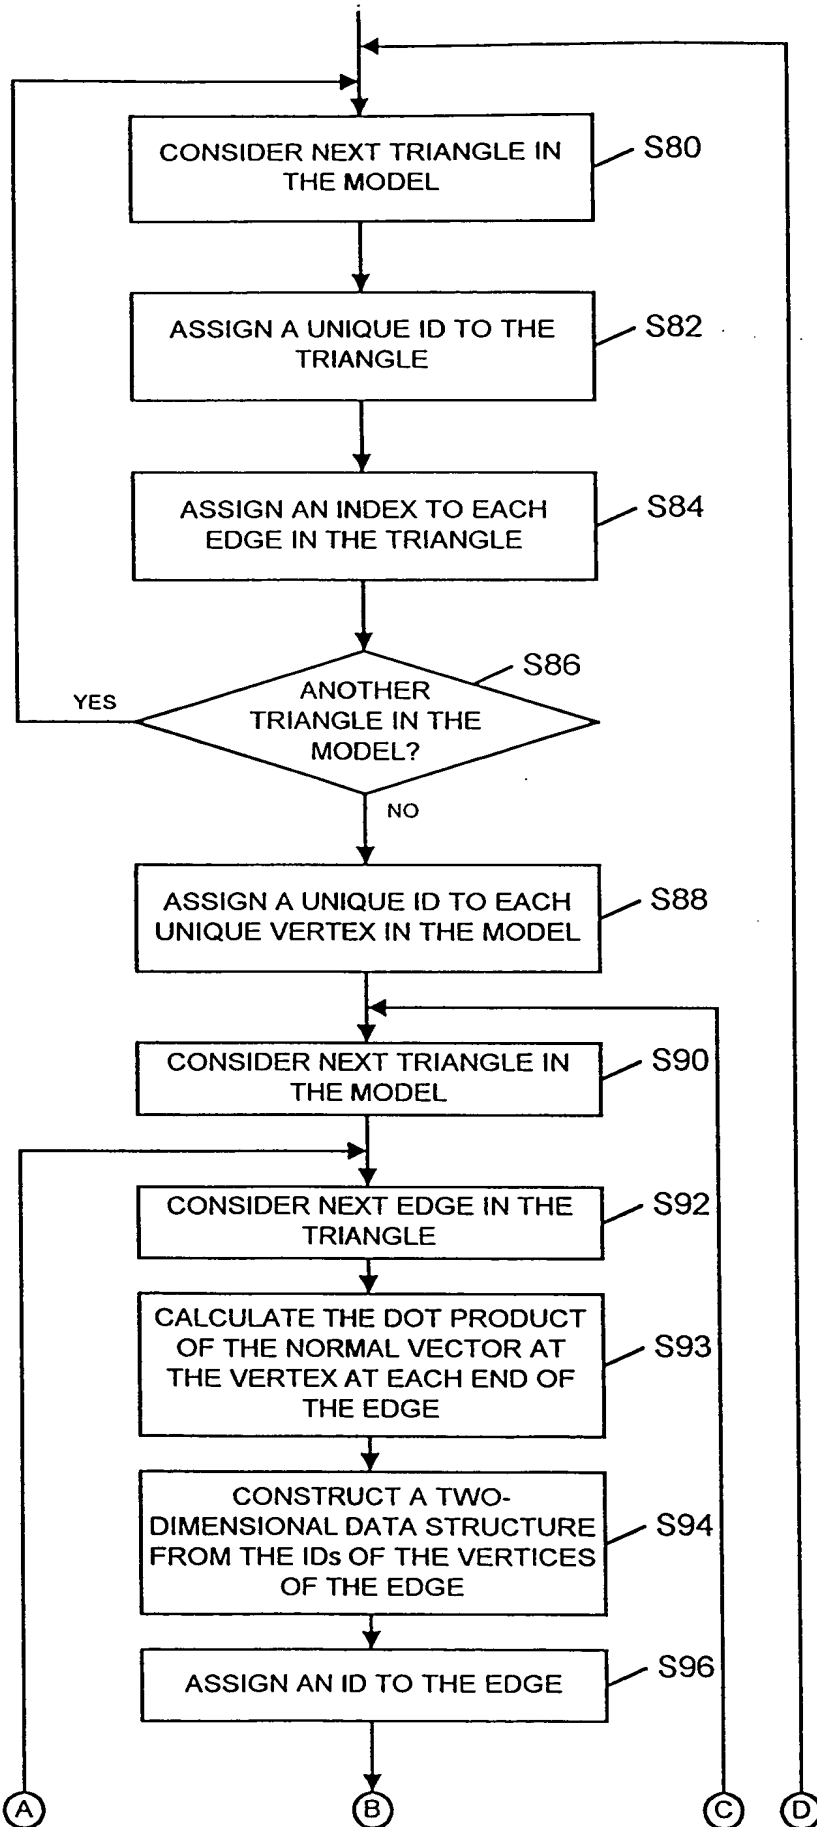 CONSIDER NEXT TRIANGLE IN
THE MODEL
S80
ASSIGN A UNIQUE ID TO THE
TRIANGLE
S82
ASSIGN AN INDEX TO EACH
EDGE IN THE TRIANGLE
S84
S86
ANOTHER
TRIANGLE IN THE
MODEL?
YES
NO
ASSIGN A UNIQUE ID TO EACH
UNIQUE VERTEX IN THE MODEL
S88
CONSIDER NEXT TRIANGLE IN
THE MODEL
S90
CONSIDER NEXT EDGE IN THE
TRIANGLE
S92
CALCULATE THE DOT PRODUCT
OF THE NORMAL VECTOR AT
THE VERTEX AT EACH END OF
THE EDGE
S93
CONSTRUCT A TWO-
DIMENSIONAL DATA STRUCTURE
FROM THE IDs OF THE VERTICES
OF THE EDGE
S94
ASSIGN AN ID TO THE EDGE
S96
A
B
C
D